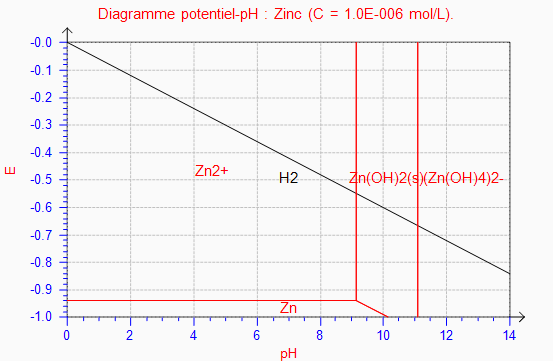 Diagramme potentiel-pH : Zinc (C = 1.0E-006 mol/L).
-0.0
-0.1
-0.2
-0.3
-0.4
-0.5
-0.6
-0.7
-0.8
-0.9
-1.0
E
Zn2+
H2
Zn(OH)2(s)(Zn(OH)4)2-
Zn
0 2 4 6 8 10 12 14
pH